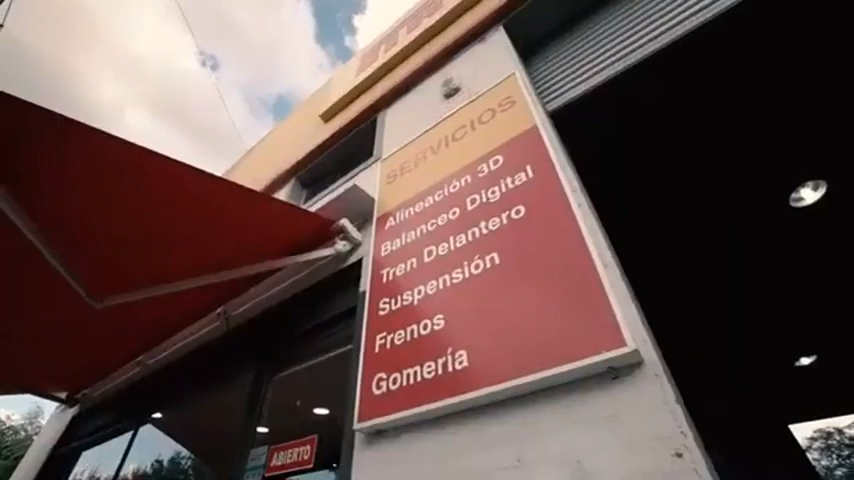 SERVICIOS
Alineación 3D
Balanceo Digital
Tren Delantero
Suspensión
Frenos
Gomería
ABIERTO